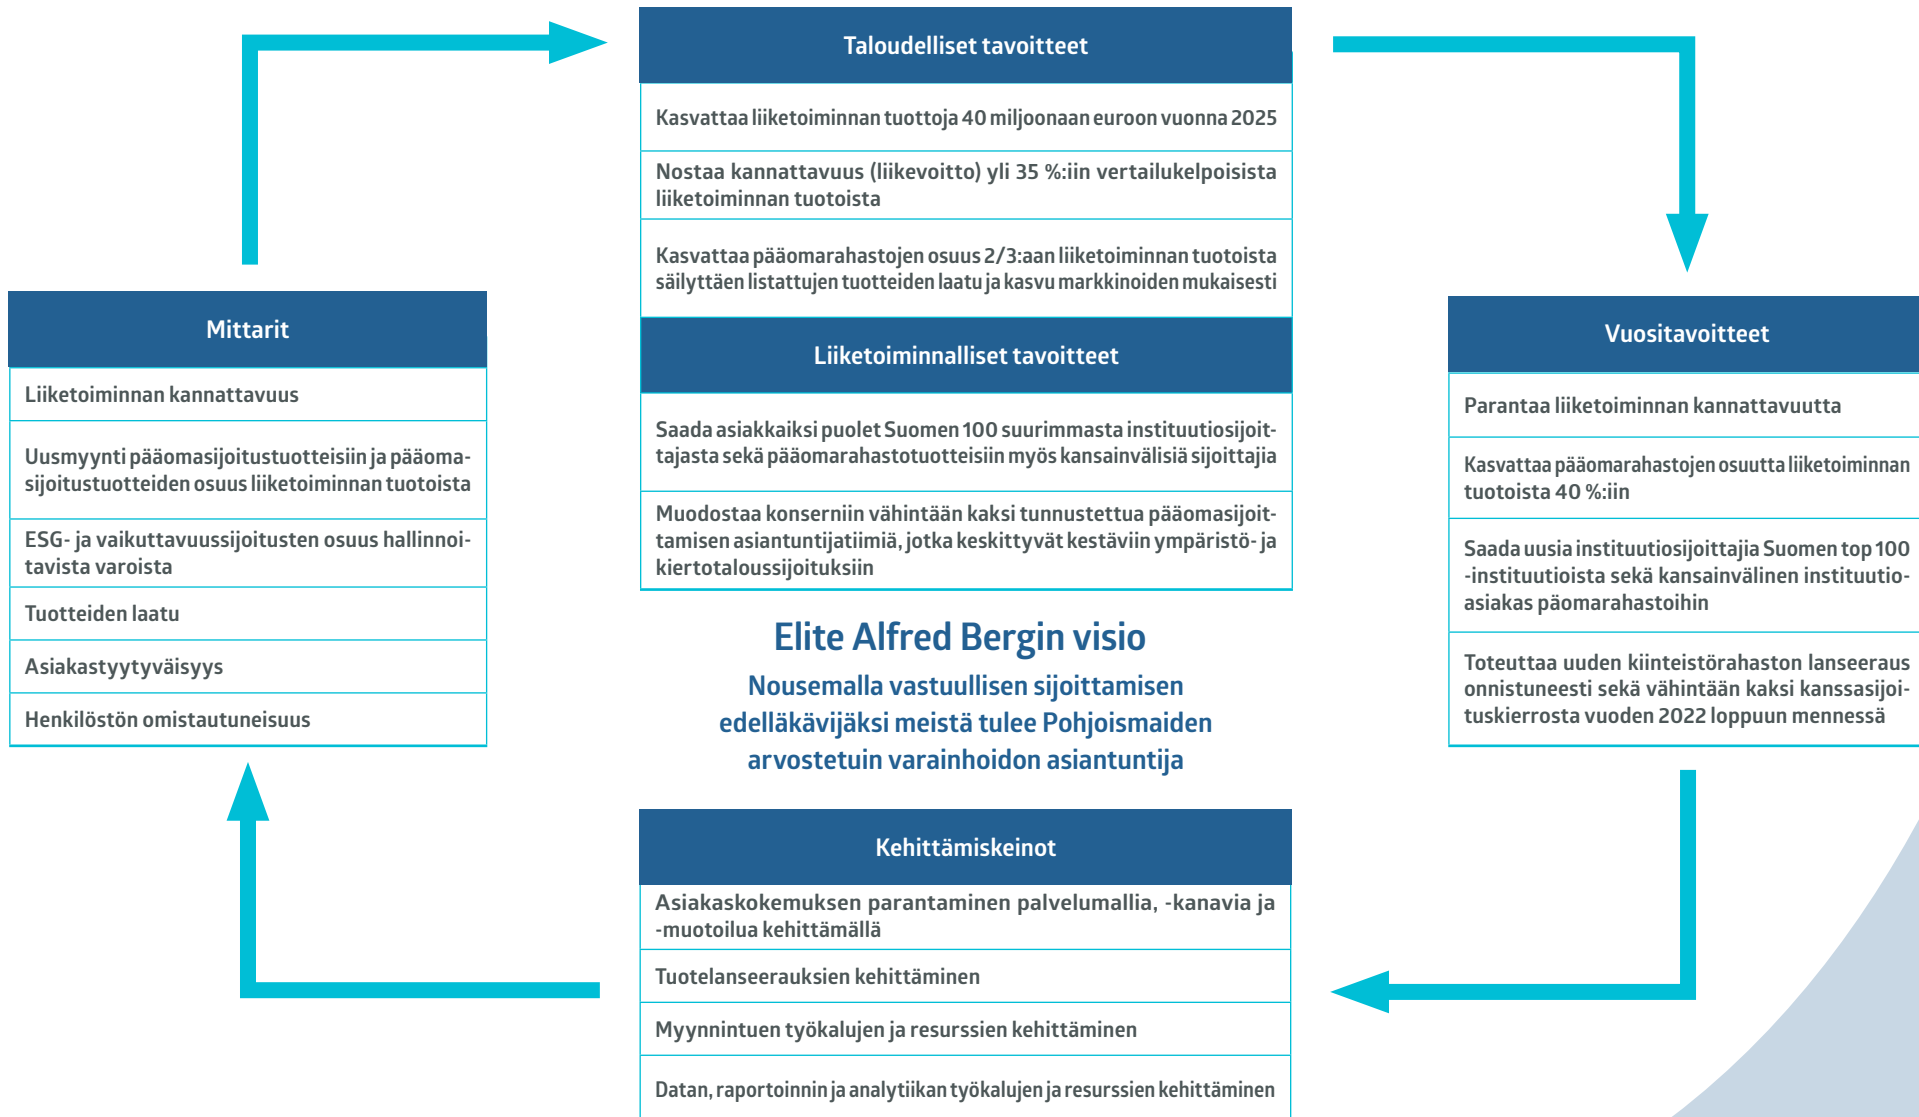 Taloudelliset tavoitteet
Kasvattaa liiketoiminnan tuottoja 40 miljoonaan euroon vuonna 2025
Nostaa kannattavuus (liikevoitto) yli 35 %:iin vertailukelpoisista
liiketoiminnan tuotoista
Kasvattaa pääomarahastojen osuus 2/3:aan liiketoiminnan tuotoista
säilyttäen listattujen tuotteiden laatu ja kasvu markkinoiden mukaisesti
Liiketoiminnalliset tavoitteet
Saada asiakkaiksi puolet Suomen 100 suurimmasta instituutiosijoit-
tajasta sekä pääomarahastotuotteisiin myös kansainvälisiä sijoittajia
Muodostaa konserniin vähintään kaksi tunnustettua pääomasijoit-
tamisen asiantuntijatiimiä, jotka keskittyvät kestäviin ympäristö- ja
kiertotaloussijoituksiin
Vuositavoitteet
Parantaa liiketoiminnan kannattavuutta
Kasvattaa pääomarahastojen osuutta liiketoiminnan
tuotoista 40 %:iin
Saada uusia instituutiosijoittajia Suomen top 100
-instituutioista sekä kansainvälinen instituutio-
asiakas päomarahastoihin
Toteuttaa uuden kiinteistörahaston lanseeraus
onnistuneesti sekä vähintään kaksi kanssasijoi-
tuskierrosta vuoden 2022 loppuun mennessä
Mittarit
Liiketoiminnan kannattavuus
Uusmyynti pääomasijoitustuotteisiin ja pääoma-
sijoitustuotteiden osuus liiketoiminnan tuotoista
ESG- ja vaikuttavuussijoitusten osuus hallinnoi-
tavista varoista
Tuotteiden laatu
Asiakastyytyväisyys
Henkilöstön omistautuneisuus
Elite Alfred Bergin visio
Nousemalla vastuullisen sijoittamisen
edelläkävijäksi meistä tulee Pohjoismaiden
arvostetuin varainhoidon asiantuntija
Kehittämiskeinot
Asiakaskokemuksen parantaminen palvelumallia, -kanavia ja
-muotoilua kehittämällä
Tuotelanseerauksien kehittäminen
Myynnintuen työkalujen ja resurssien kehittäminen
Datan, raportoinnin ja analytiikan työkalujen ja resurssien kehittäminen